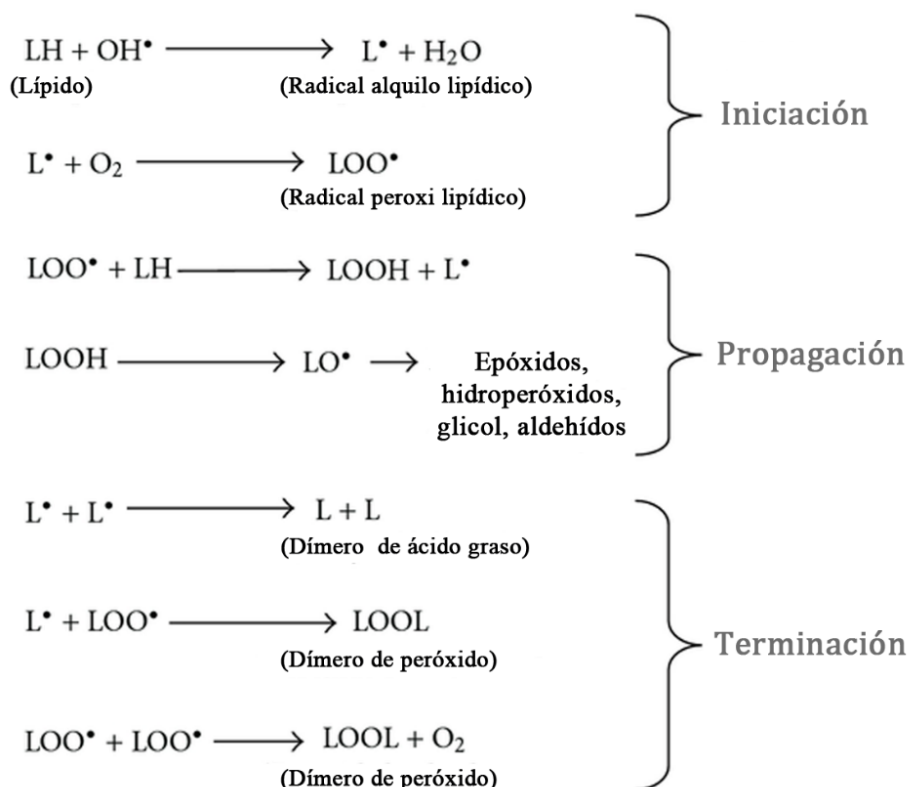 LH + OH• ⟶ L• + H₂O
(Lípido) (Radical alquilo lipídico)
Iniciación
L• + O₂ ⟶ LOO•
(Radical peroxi lipídico)
LOO• + LH ⟶ LOOH + L•
LOOH ⟶ LO• ⟶ Epóxidos,
hidroperóxidos,
glicol, aldehídos
Propagación
L• + L• ⟶ L + L
(Dímero de ácido graso)
L• + LOO• ⟶ LOOL
(Dímero de peróxido)
Terminación
LOO• + LOO• ⟶ LOOL + O₂
(Dímero de peróxido)